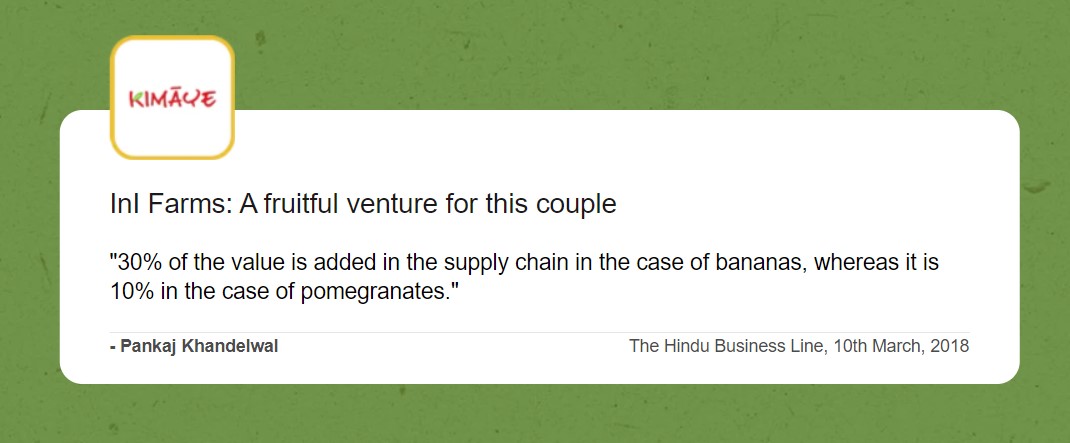 KIMĀYE
InI Farms: A fruitful venture for this couple
"30% of the value is added in the supply chain in the case of bananas, whereas it is
10% in the case of pomegranates."
- Pankaj Khandelwal
The Hindu Business Line, 10th March, 2018